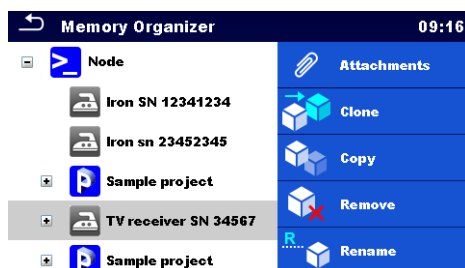 Memory Organizer 09:16
Node
Iron SN 12341234
Iron sn 23452345
Sample project
TV receiver SN 34567
Sample project
Attachments
Clone
Copy
Remove
R
Rename